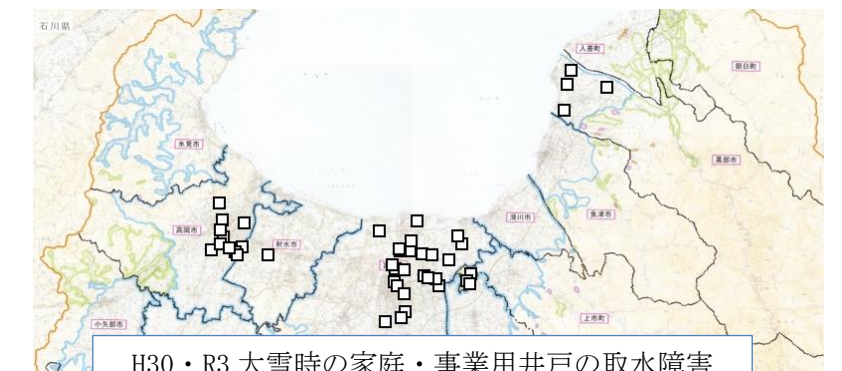 石川県
入善町
朝日町
氷見市
黒部市
滑川市
魚津市
高岡市
射水市
上市町
小矢部市
H30・R3 大雪時の家庭・事業用井戸の取水障害